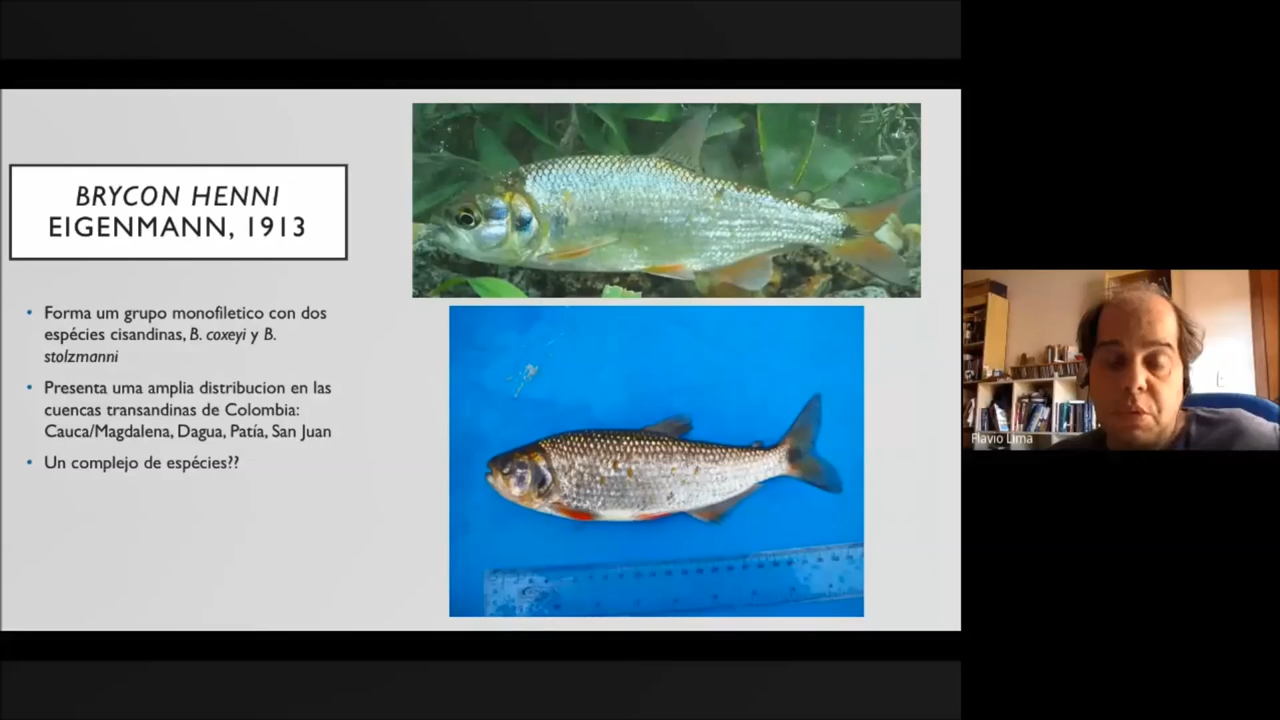 BRYCON HENNI
EIGENMANN, 1913
• Forma um grupo monofiletico con dos
espécies cisandinas, B. coxeyi y B.
stolzmanni
• Presenta uma amplia distribucion en las
cuencas transandinas de Colombia:
Cauca/Magdalena, Dagua, Patía, San Juan
• Un complejo de espécies??
Flavio Lima